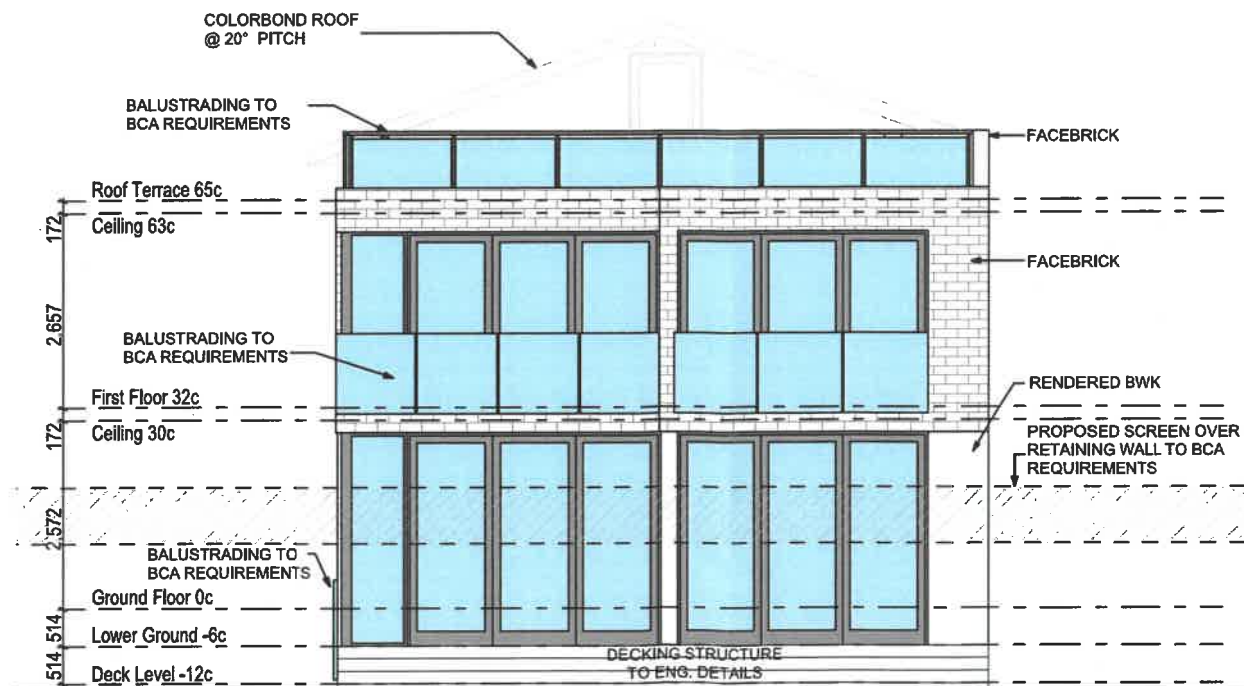 COLORBOND ROOF
@ 20° PITCH
BALUSTRADING TO
BCA REQUIREMENTS
FACEBRICK
Roof Terrace 65c
172
Ceiling 63c
FACEBRICK
2,657
BALUSTRADING TO
BCA REQUIREMENTS
First Floor 32c
RENDERED BWK
172
Ceiling 30c
PROPOSED SCREEN OVER
RETAINING WALL TO BCA
REQUIREMENTS
2,572
BALUSTRADING TO
BCA REQUIREMENTS
Ground Floor 0c
514
Lower Ground -6c
514
DECKING STRUCTURE
TO ENG. DETAILS
Deck Level -12c